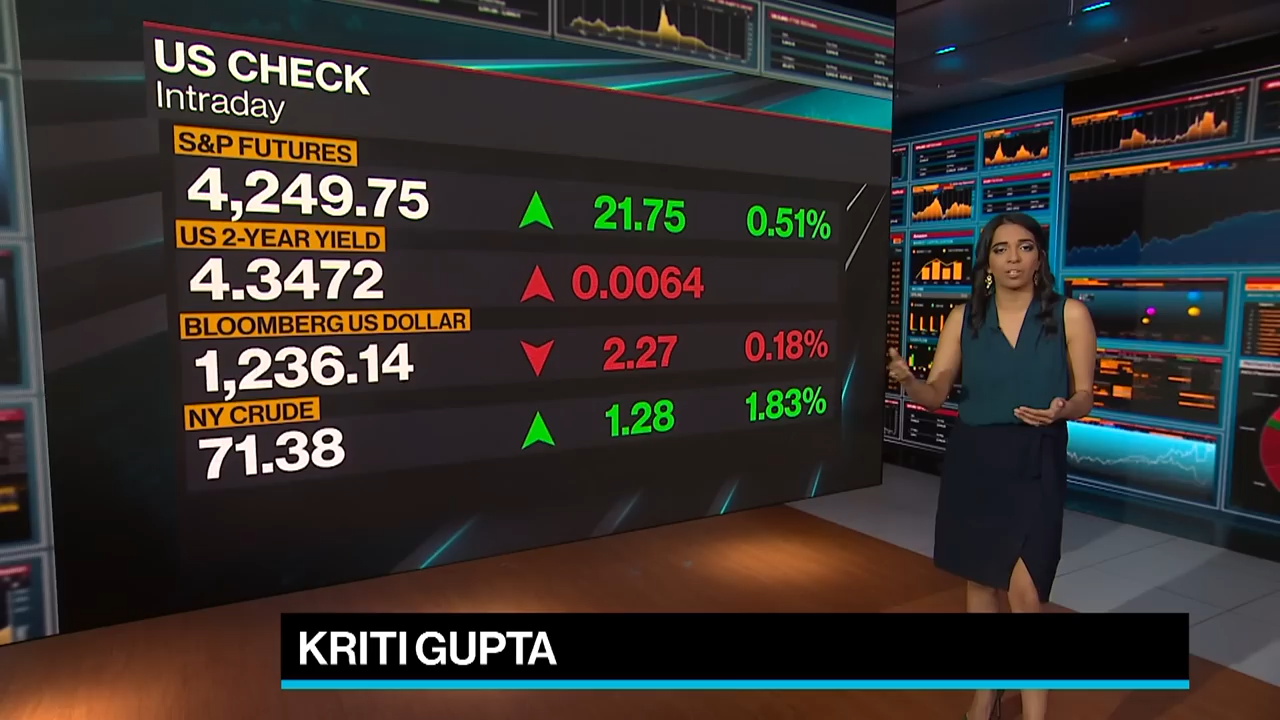 US CHECK
Intraday
S&P FUTURES
4,249.75 21.75 0.51%
US 2-YEAR YIELD
4.3472 0.0064
BLOOMBERG US DOLLAR
1,236.14 2.27 0.18%
NY CRUDE
71.38 1.28 1.83%
KRITI GUPTA